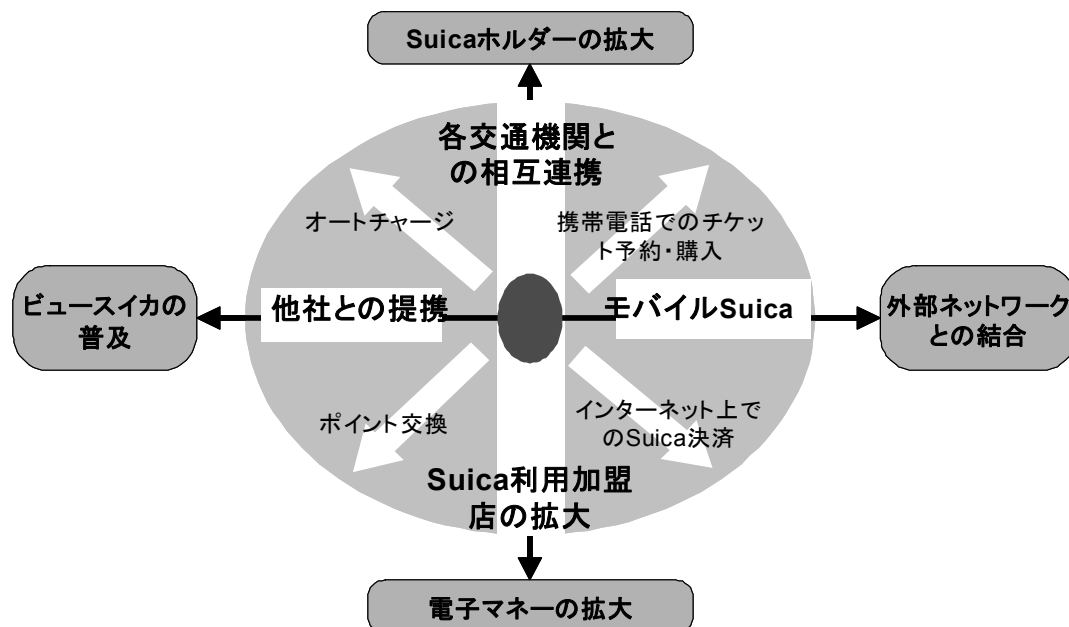 Suicaホルダーの拡大
各交通機関と
の相互連携
オートチャージ
携帯電話でのチケッ
ト予約・購入
ビュースイカの
普及
他社との提携
モバイルSuica
外部ネットワーク
との結合
ポイント交換
インターネット上で
のSuica決済
Suica利用加盟
店の拡大
電子マネーの拡大